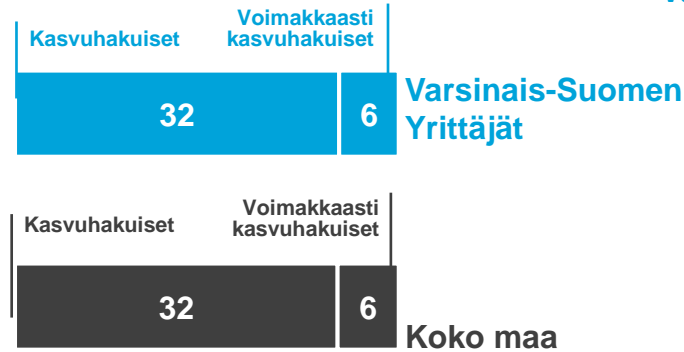 Kasvuhakuiset
Voimakkaasti
kasvuhakuiset
32
6
Varsinais-Suomen
Yrittäjät
Kasvuhakuiset
Voimakkaasti
kasvuhakuiset
32
6
Koko maa